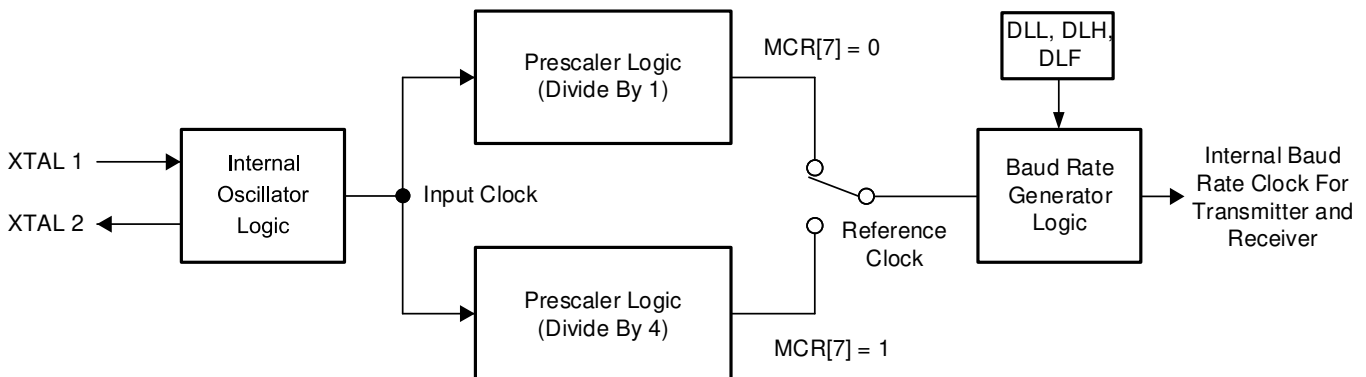 Prescaler Logic
(Divide By 1)
MCR[7] = 0
DLL, DLH,
DLF
XTAL 1
XTAL 2
Internal
Oscillator
Logic
Input Clock
Reference
Clock
Baud Rate
Generator
Logic
Internal Baud
Rate Clock For
Transmitter and
Receiver
Prescaler Logic
(Divide By 4)
MCR[7] = 1